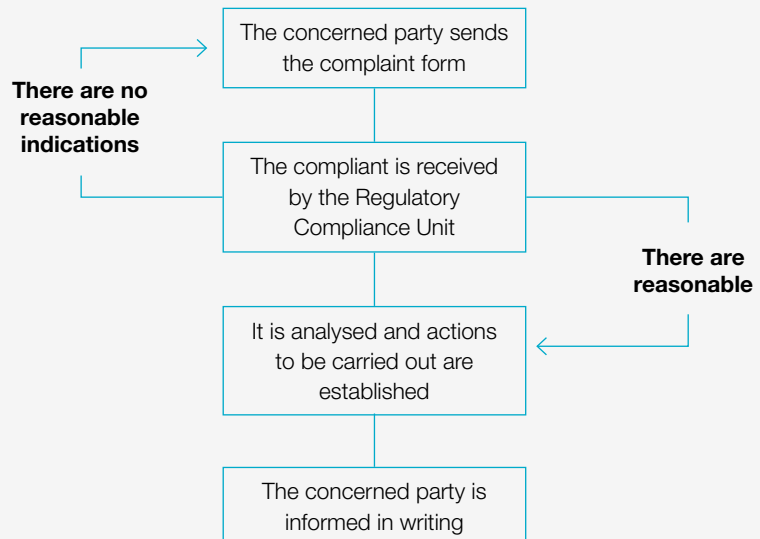 The concerned party sends
the complaint form
There are no
reasonable
indications
The compliant is received
by the Regulatory
Compliance Unit
There are
reasonable
It is analysed and actions
to be carried out are
established
The concerned party is
informed in writing